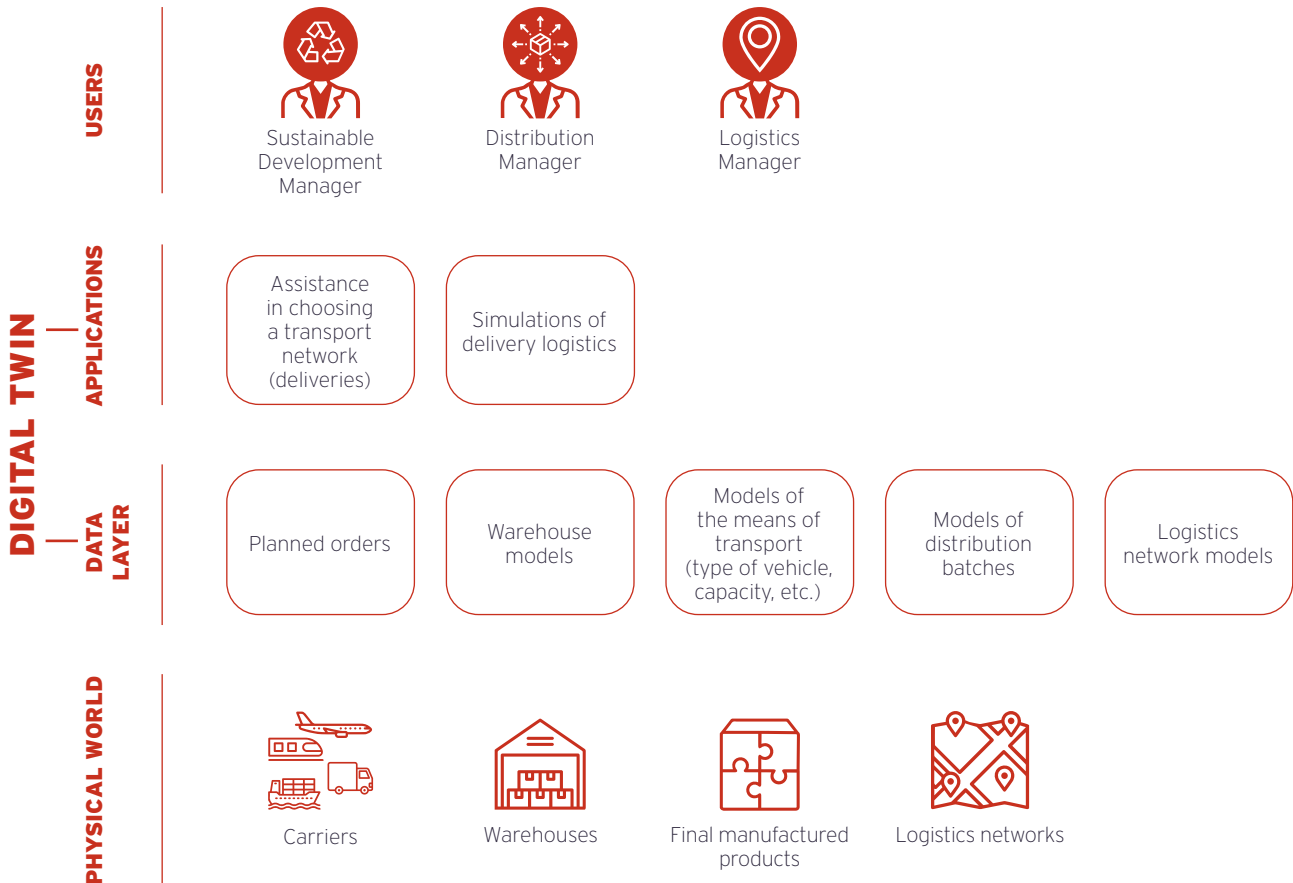 USERS
Sustainable
Development
Manager
Distribution
Manager
Logistics
Manager
DIGITAL TWIN
APPLICATIONS
Assistance
in choosing
a transport
network
(deliveries)
Simulations of
delivery logistics
DATA
LAYER
Planned orders
Warehouse
models
Models of
the means of
transport
(type of vehicle,
capacity, etc.)
Models of
distribution
batches
Logistics
network models
PHYSICAL WORLD
Carriers
Warehouses
Final manufactured
products
Logistics networks